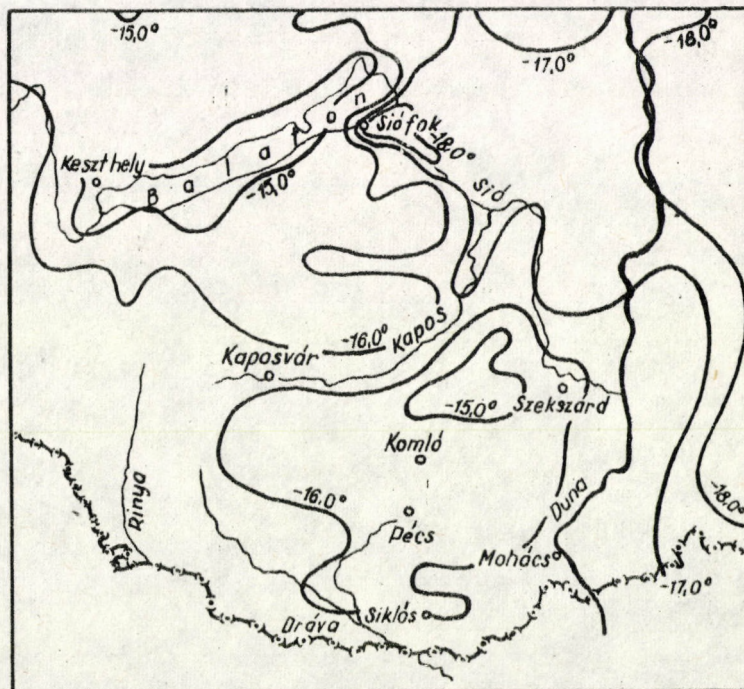 -15,0°
-17,0°
-18,0°
Siófok
-18,0°
Keszthely
Balaton
-15,0°
Sió
-16,0°
Kapos
Kaposvár
-15,0°
Szekszárd
Komló
Rinya
-16,0°
Pécs
Duna
-18,0°
Mohács
-17,0°
Siklós
Dráva